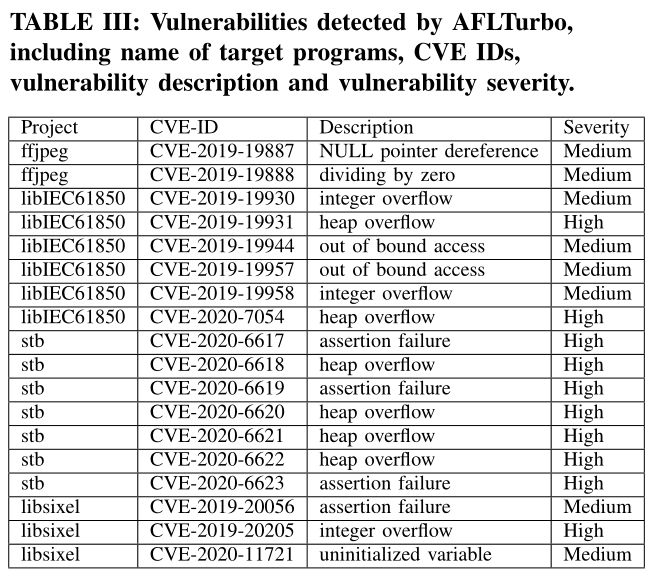 TABLE III: Vulnerabilities detected by AFLTurbo,
including name of target programs, CVE IDs,
vulnerability description and vulnerability severity.
Project CVE-ID Description Severity
ffjpeg CVE-2019-19887 NULL pointer dereference Medium
ffjpeg CVE-2019-19888 dividing by zero Medium
libIEC61850 CVE-2019-19930 integer overflow Medium
libIEC61850 CVE-2019-19931 heap overflow High
libIEC61850 CVE-2019-19944 out of bound access Medium
libIEC61850 CVE-2019-19957 out of bound access Medium
libIEC61850 CVE-2019-19958 integer overflow Medium
libIEC61850 CVE-2020-7054 heap overflow High
stb CVE-2020-6617 assertion failure High
stb CVE-2020-6618 heap overflow High
stb CVE-2020-6619 assertion failure High
stb CVE-2020-6620 heap overflow High
stb CVE-2020-6621 heap overflow High
stb CVE-2020-6622 heap overflow High
stb CVE-2020-6623 assertion failure High
libsixel CVE-2019-20056 assertion failure Medium
libsixel CVE-2019-20205 integer overflow High
libsixel CVE-2020-11721 uninitialized variable Medium